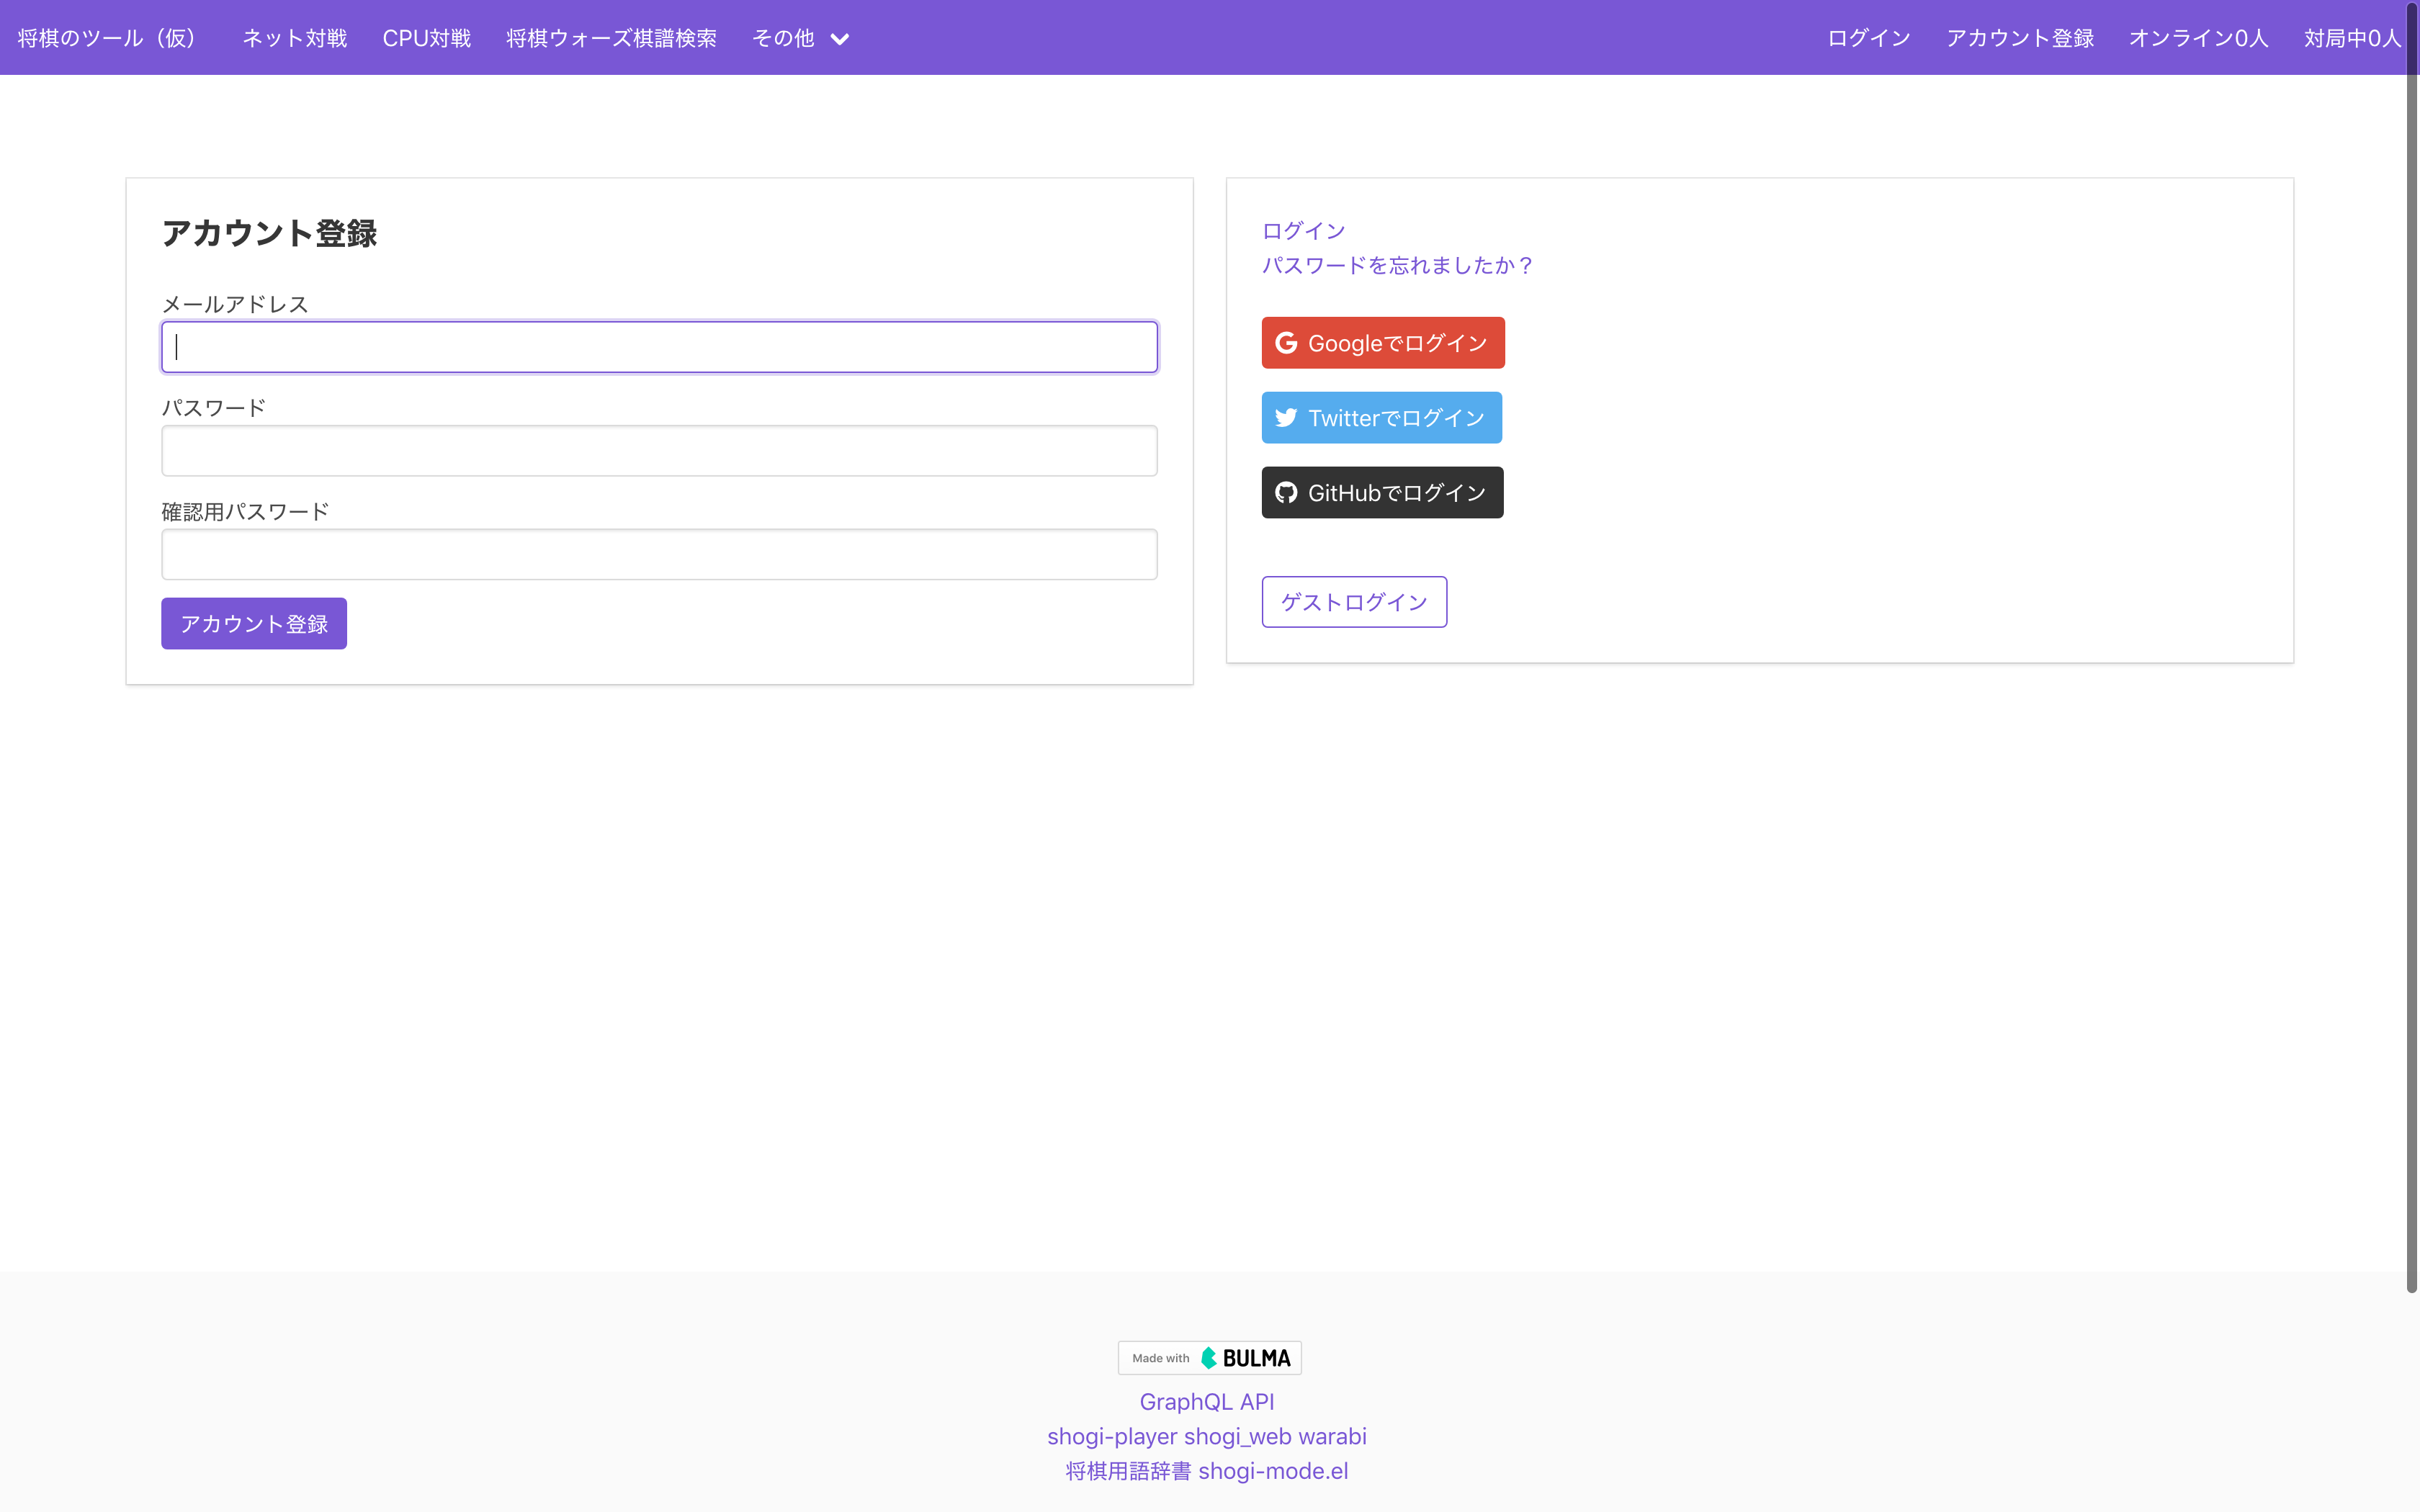 将棋のツール（仮） ネット対戦 CPU対戦 将棋ウォーズ棋譜検索 その他 ログイン アカウント登録 オンライン0人 対局中0人
アカウント登録
メールアドレス
パスワード
確認用パスワード
アカウント登録
ログイン
パスワードを忘れましたか？
Googleでログイン
Twitterでログイン
GitHubでログイン
ゲストログイン
Made with BULMA
GraphQL API
shogi-player shogi_web warabi
将棋用語辞書 shogi-mode.el